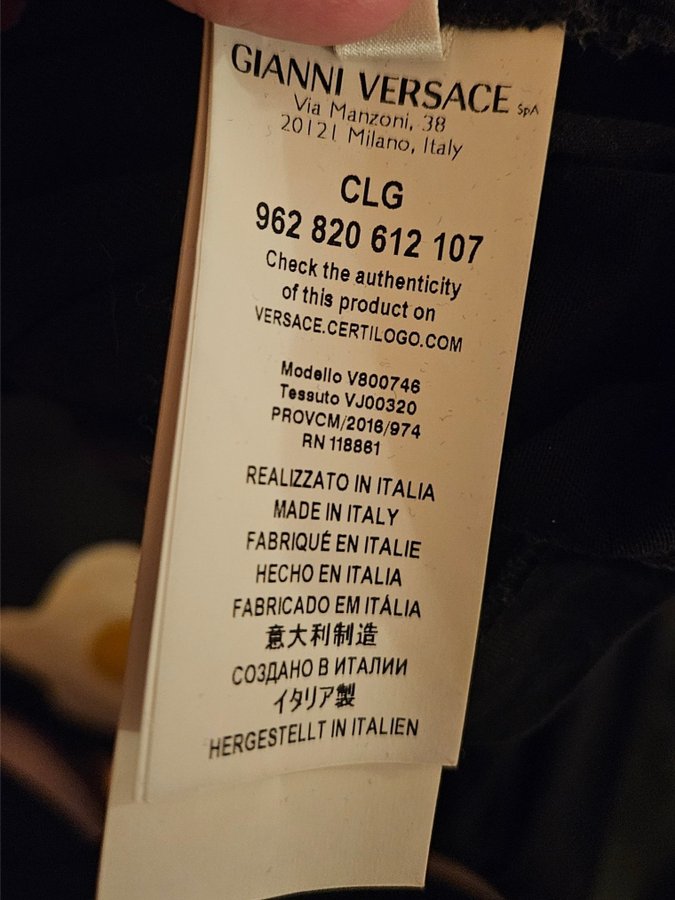 GIANNI VERSACE SpA
Via Manzoni, 38
20121 Milano, Italy
CLG
962 820 612 107
Check the authenticity
of this product on
VERSACE.CERTILOGO.COM
Modello V800746
Tessuto VJ00320
PROVCM/2016/974
RN 118861
REALIZZATO IN ITALIA
MADE IN ITALY
FABRIQUÉ EN ITALIE
HECHO EN ITALIA
FABRICADO EM ITÁLIA
意大利制造
СОЗДАНО В ИТАЛИИ
イタリア製
HERGESTELLT IN ITALIEN